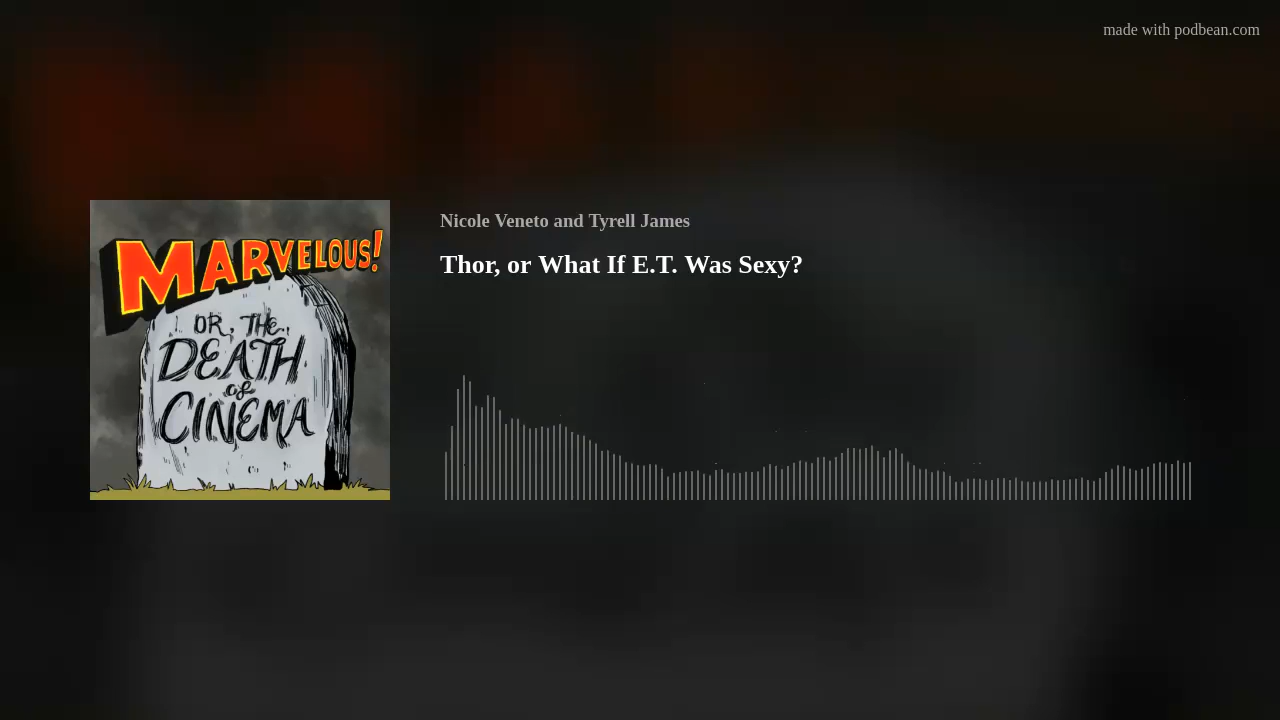 made with podbean.com
MARVELOUS!
OR, THE
DEATH
of
CINEMA
Nicole Veneto and Tyrell James
Thor, or What If E.T. Was Sexy?